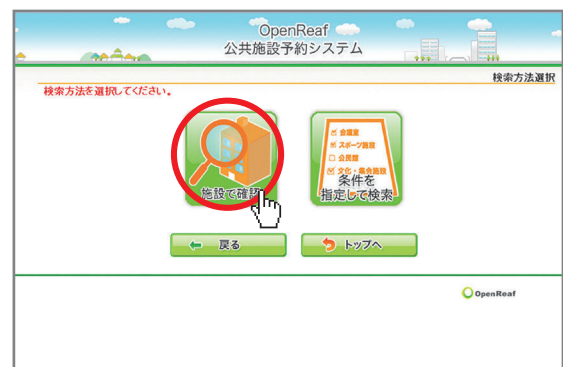 OpenReaf
公共施設予約システム
検索方法選択
検索方法を選択してください。
施設で確認
会議室
スポーツ施設
公民館
文化・集会施設
条件を
指定して検索
戻る
トップへ
OpenReaf